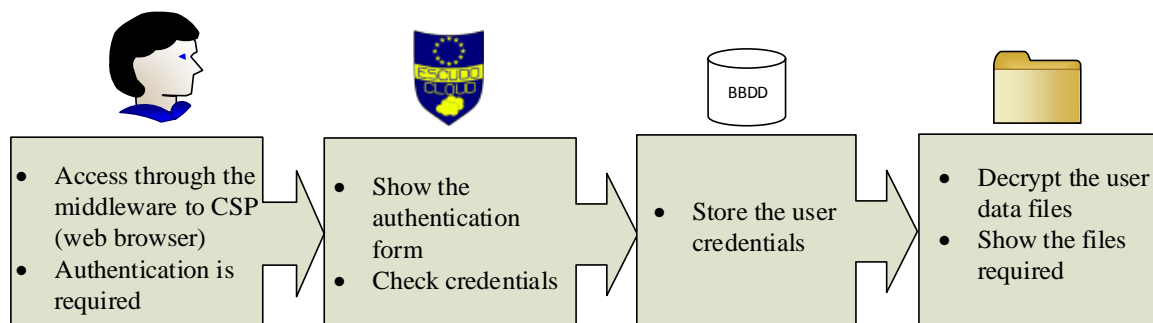 ESCUDO
CLOUD
BBDD
• Access through the
middleware to CSP
(web browser)
• Authentication is
required
• Show the
authentication
form
• Check credentials
• Store the user
credentials
• Decrypt the user
data files
• Show the files
required